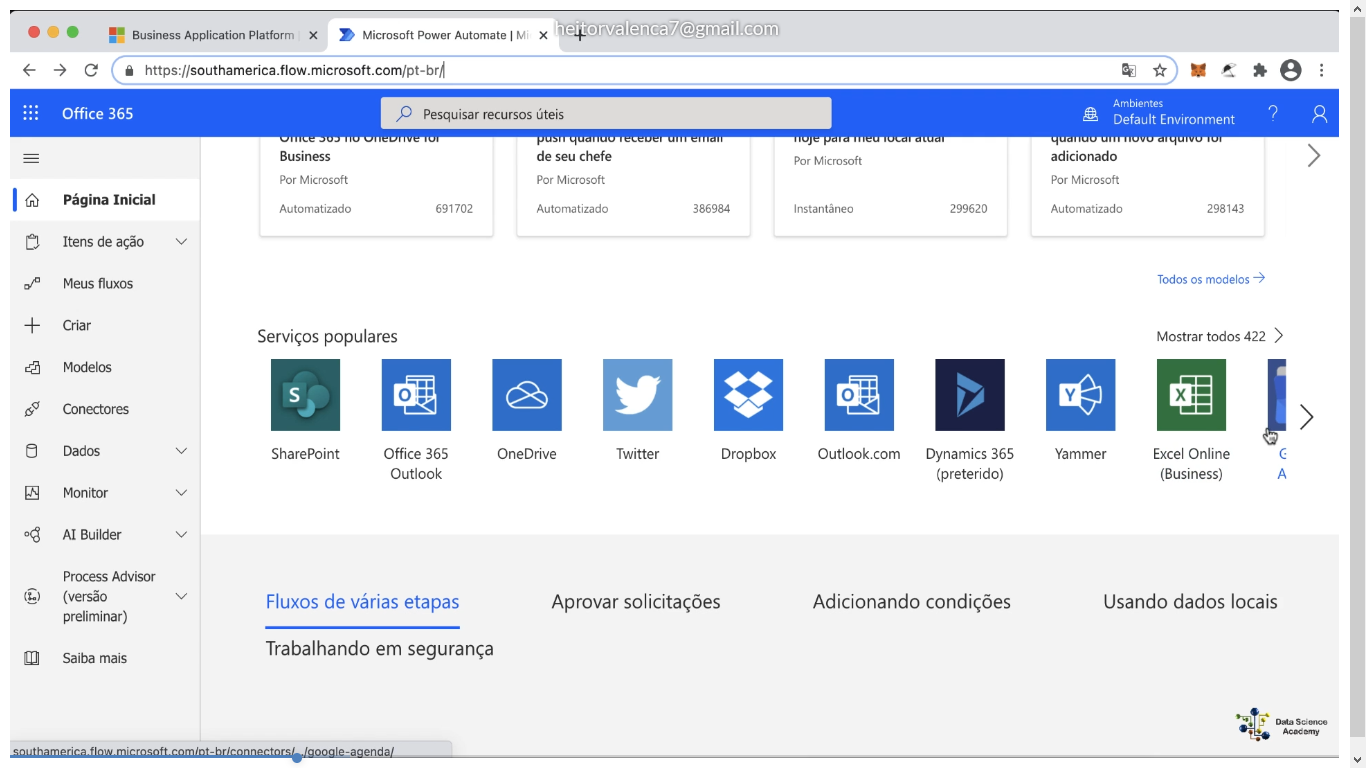 Business Application Platform
Microsoft Power Automate | Mi
heitorvalenca7@gmail.com
https://southamerica.flow.microsoft.com/pt-br/
Office 365
Pesquisar recursos úteis
Ambientes
Default Environment
Página Inicial
Itens de ação
Meus fluxos
Criar
Modelos
Conectores
Dados
Monitor
AI Builder
Process Advisor
(versão
preliminar)
Saiba mais
Office 365 no OneDrive for
Business
Por Microsoft
Automatizado 691702
push quando receber um email
de seu chefe
Por Microsoft
Automatizado 386984
hoje para meu local atual
Por Microsoft
Instantâneo 299620
quando um novo arquivo for
adicionado
Por Microsoft
Automatizado 298143
Todos os modelos
Serviços populares
Mostrar todos 422
SharePoint
Office 365
Outlook
OneDrive
Twitter
Dropbox
Outlook.com
Dynamics 365
(preterido)
Yammer
Excel Online
(Business)
G
A
Fluxos de várias etapas
Aprovar solicitações
Adicionando condições
Usando dados locais
Trabalhando em segurança
Data Science
Academy
southamerica.flow.microsoft.com/pt-br/connectors/.../google-agenda/